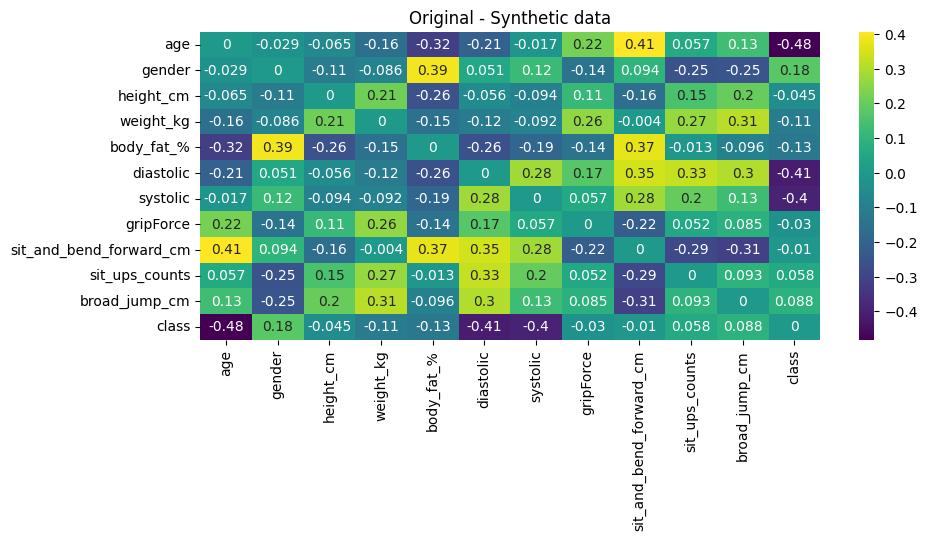 Original - Synthetic data
age 0 -0.029 -0.065 -0.16 -0.32 -0.21 -0.017 0.22 0.41 0.057 0.13 -0.48
gender -0.029 0 -0.11 -0.086 0.39 0.051 0.12 -0.14 0.094 -0.25 -0.25 0.18
height_cm -0.065 -0.11 0 0.21 -0.26 -0.056 -0.094 0.11 -0.16 0.15 0.2 -0.045
weight_kg -0.16 -0.086 0.21 0 -0.15 -0.12 -0.092 0.26 -0.004 0.27 0.31 -0.11
body_fat_% -0.32 0.39 -0.26 -0.15 0 -0.26 -0.19 -0.14 0.37 -0.013 -0.096 -0.13
diastolic -0.21 0.051 -0.056 -0.12 -0.26 0 0.28 0.17 0.35 0.33 0.3 -0.41
systolic -0.017 0.12 -0.094 -0.092 -0.19 0.28 0 0.057 0.28 0.2 0.13 -0.4
gripForce 0.22 -0.14 0.11 0.26 -0.14 0.17 0.057 0 -0.22 0.052 0.085 -0.03
sit_and_bend_forward_cm 0.41 0.094 -0.16 -0.004 0.37 0.35 0.28 -0.22 0 -0.29 -0.31 -0.01
sit_ups_counts 0.057 -0.25 0.15 0.27 -0.013 0.33 0.2 0.052 -0.29 0 0.093 0.058
broad_jump_cm 0.13 -0.25 0.2 0.31 -0.096 0.3 0.13 0.085 -0.31 0.093 0 0.088
class -0.48 0.18 -0.045 -0.11 -0.13 -0.41 -0.4 -0.03 -0.01 0.058 0.088 0
age
gender
height_cm
weight_kg
body_fat_%
diastolic
systolic
gripForce
sit_and_bend_forward_cm
sit_ups_counts
broad_jump_cm
class
0.4
0.3
0.2
0.1
0.0
-0.1
-0.2
-0.3
-0.4